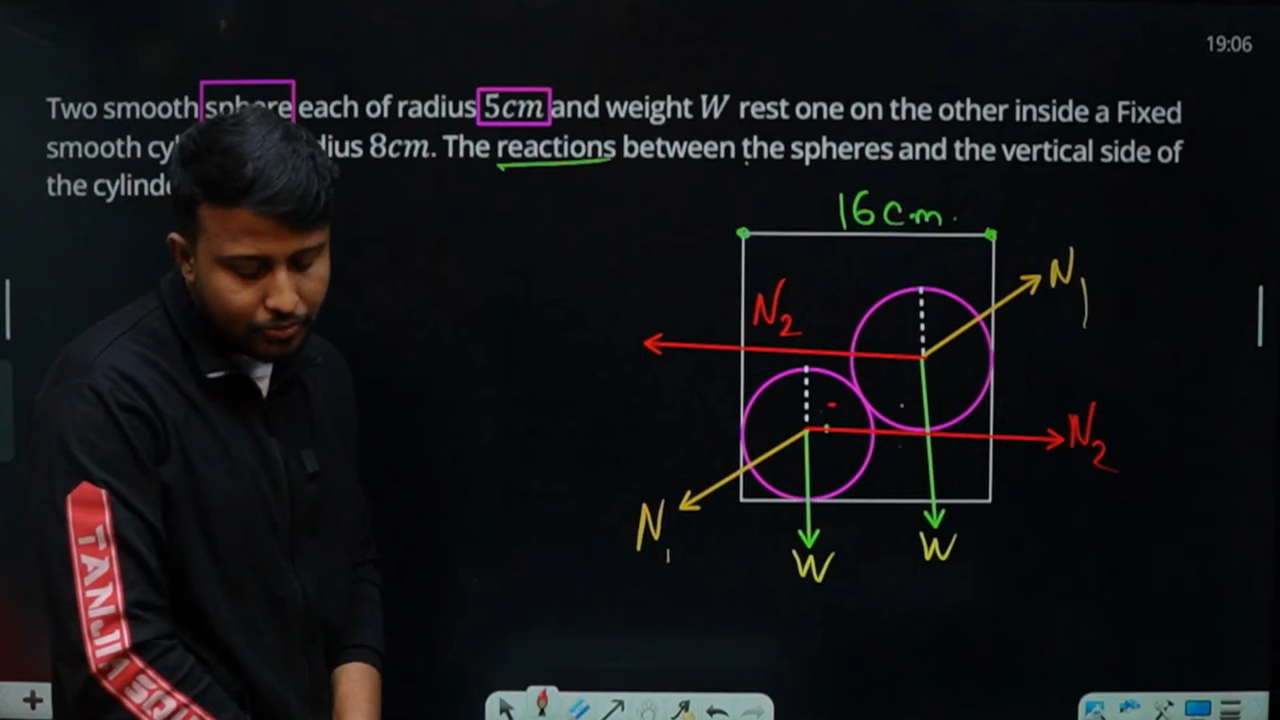 19:06
Two smooth sphere each of radius 5cm and weight W rest one on the other inside a Fixed
smooth cy dius 8cm. The reactions between the spheres and the vertical side of
the cylinde
16cm.
N1
N2
N2
N1
W
W
TANJI